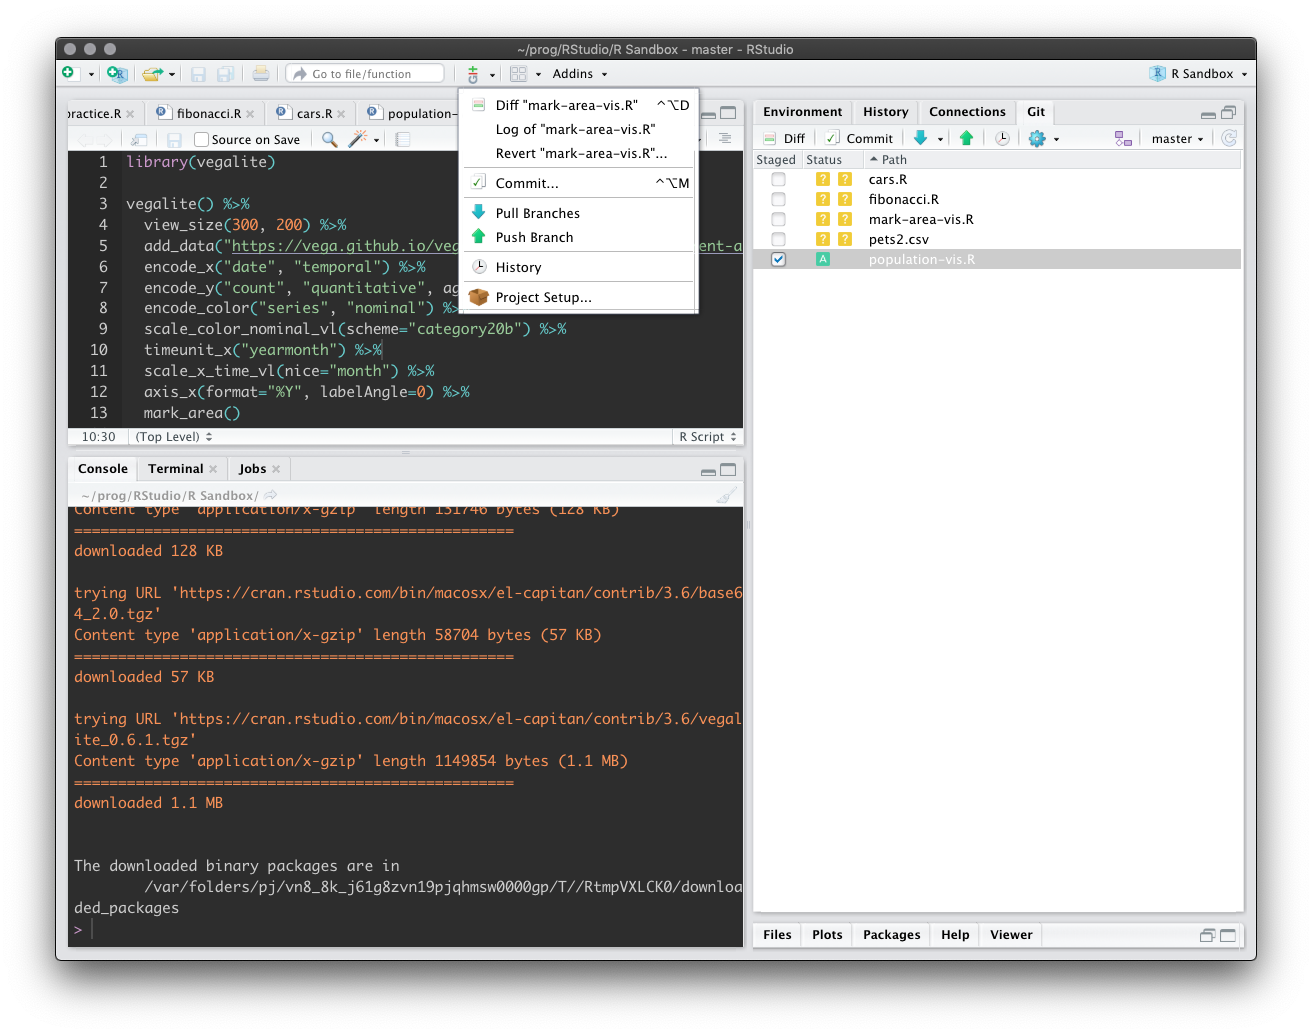 ~/prog/RStudio/R Sandbox - master - RStudio
Go to file/function
Git
Addins
R Sandbox
practice.R
fibonacci.R
cars.R
population-
Source on Save
1 library(vegalite)
2
3 vegalite() %>%
4 view_size(300, 200) %>%
5 add_data("https://vega.github.io/veg ent-a
6 encode_x("date", "temporal") %>%
7 encode_y("count", "quantitative", ag
8 encode_color("series", "nominal") %>
9 scale_color_nominal_vl(scheme="category20b") %>%
10 timeunit_x("yearmonth") %>%
11 scale_x_time_vl(nice="month") %>%
12 axis_x(format="%Y", labelAngle=0) %>%
13 mark_area()
10:30 (Top Level) R Script
Diff "mark-area-vis.R" ^⌥D
Log of "mark-area-vis.R"
Revert "mark-area-vis.R"...
Commit... ^⌥M
Pull Branches
Push Branch
History
Project Setup...
Console Terminal Jobs
~/prog/RStudio/R Sandbox/
Content type 'application/x-gzip' length 131746 bytes (128 KB)
==================================================
downloaded 128 KB
trying URL 'https://cran.rstudio.com/bin/macosx/el-capitan/contrib/3.6/base6
4_2.0.tgz'
Content type 'application/x-gzip' length 58704 bytes (57 KB)
==================================================
downloaded 57 KB
trying URL 'https://cran.rstudio.com/bin/macosx/el-capitan/contrib/3.6/vegal
ite_0.6.1.tgz'
Content type 'application/x-gzip' length 1149854 bytes (1.1 MB)
==================================================
downloaded 1.1 MB
The downloaded binary packages are in
/var/folders/pj/vn8_8k_j61g8zvn19pjqhmsw0000gp/T//RtmpVXLCK0/downloa
ded_packages
>
Environment History Connections Git
Diff Commit master
Staged Status Path
? ? cars.R
? ? fibonacci.R
? ? mark-area-vis.R
? ? pets2.csv
A population-vis.R
Files Plots Packages Help Viewer